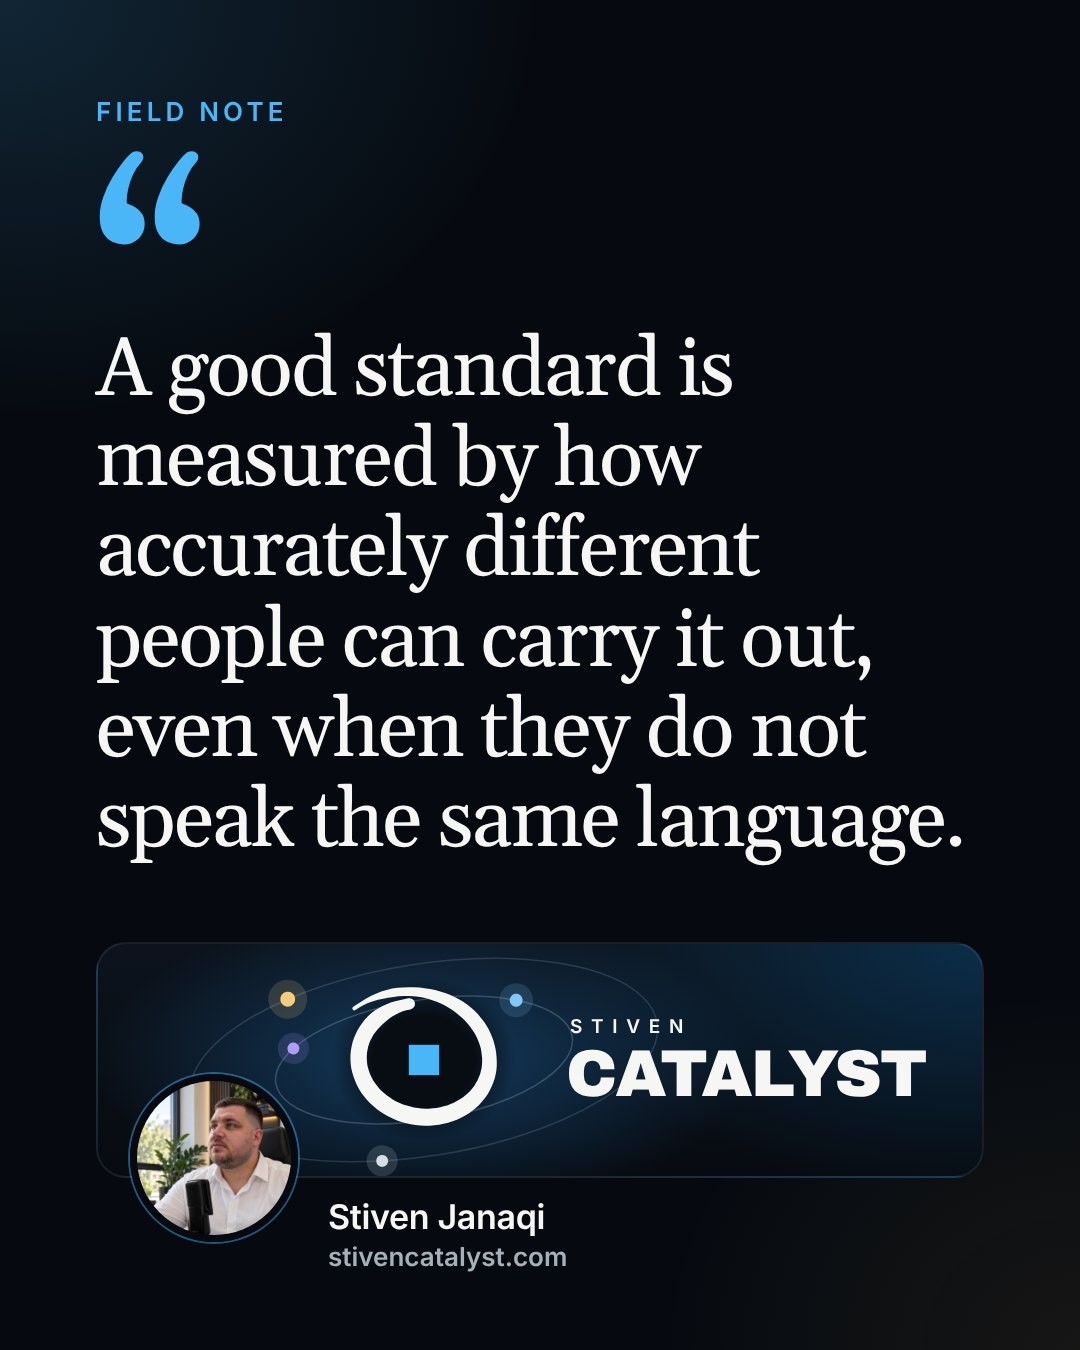 FIELD NOTE
“
A good standard is
measured by how
accurately different
people can carry it out,
even when they do not
speak the same language.
STIVEN
CATALYST
Stiven Janaqi
stivencatalyst.com